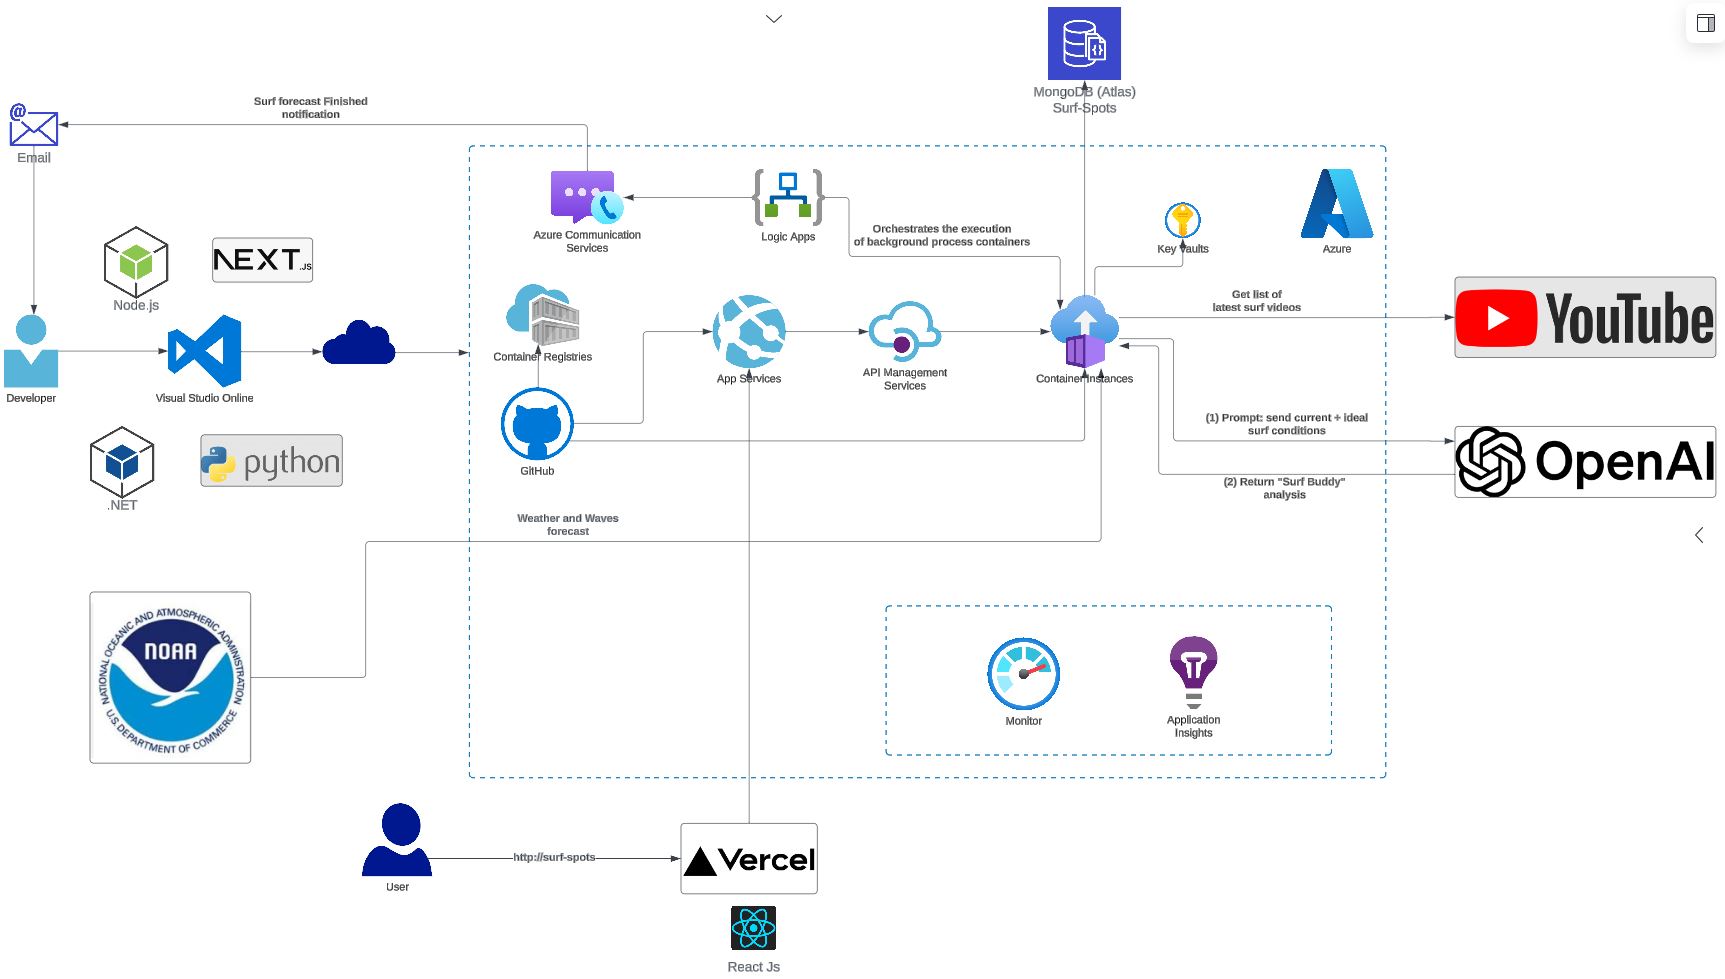 MongoDB (Atlas)
Surf-Spots
Surf forecast Finished
notification
@
Email
Azure Communication
Services
Logic Apps
Orchestrates the execution
of background process containers
Key Vaults
Azure
Node.js
NEXT.JS
Get list of
latest surf videos
YouTube
Developer
Visual Studio Online
Container Registries
App Services
API Management
Services
Container Instances
(1) Prompt: send current + ideal
surf conditions
OpenAI
(2) Return "Surf Buddy"
analysis
GitHub
.NET
python
Weather and Waves
forecast
NATIONAL OCEANIC AND ATMOSPHERIC ADMINISTRATION
NOAA
U.S. DEPARTMENT OF COMMERCE
Monitor
Application
Insights
User
http://surf-spots
Vercel
React Js